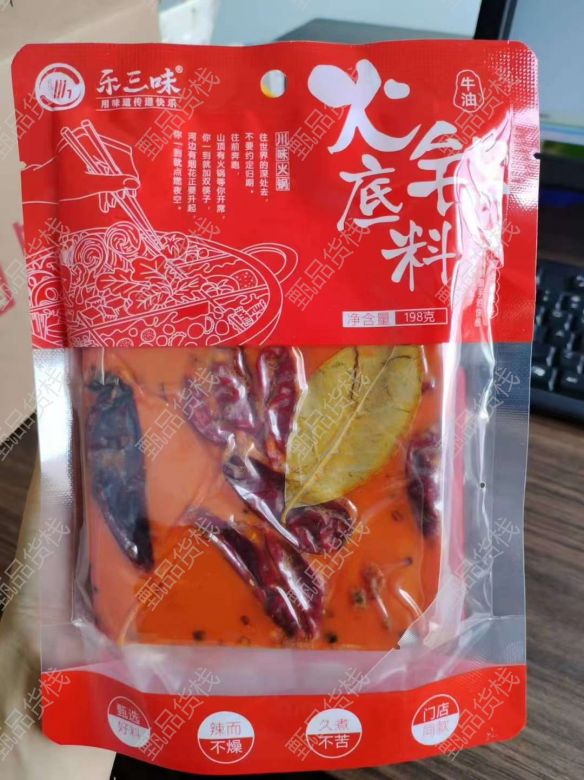 乐三味®
用味道传递快乐
牛油
火锅
底料
川味火锅
往世界的深处去，
不要约定归期。
往前奔跑，
山顶有火锅等你开席，
你一到就加双筷子，
河边有烟花正要升起，
你一到就点燃夜空。
净含量 198克
甄选
好料
辣而
不燥
久煮
不苦
门店
同款
甄品货栈